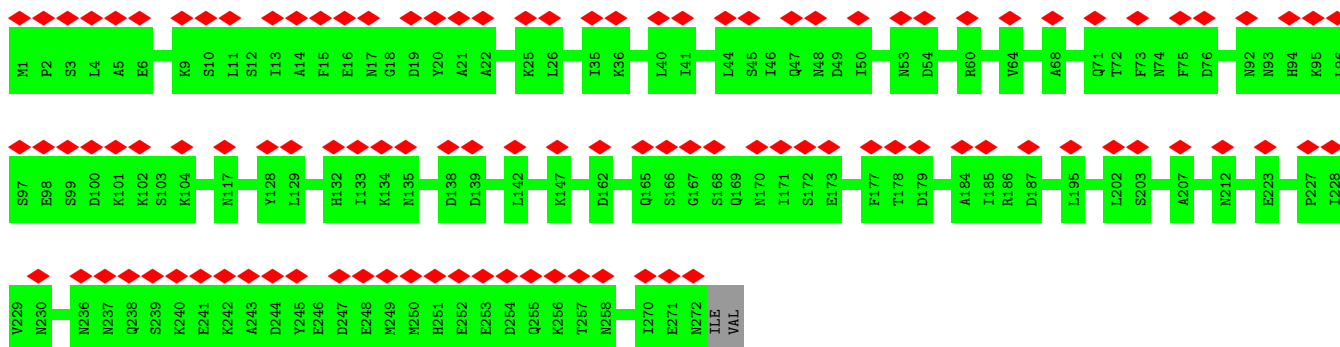 M1 P2 S3 L4 A5 E6 K9 S10 L11 S12 I13 A14 F15 E16 N17 G18 D19 Y20 A21 A22 K25 L26 I35 K36 L40 I41 L44 S45 I46 Q47 N48 D49 I50 N53 D54 R60 V64 A68 Q71 T72 F73 N74 F75 D76 N92 N93 H94 K95 L96
S97 E98 S99 D100 K101 K102 S103 K104 N117 Y128 L129 H132 I133 K134 N135 D138 D139 L142 K147 D162 Q165 S166 G167 S168 Q169 N170 I171 S172 E173 F177 T178 D179 A184 I185 R186 D187 L195 L202 S203 A207 N212 E223 P227 I228
V229 N230 N236 N237 Q238 S239 K240 E241 K242 A243 D244 Y245 E246 D247 E248 M249 M250 H251 E252 E253 D254 Q255 K256 T257 N258 I270 E271 N272 ILE VAL